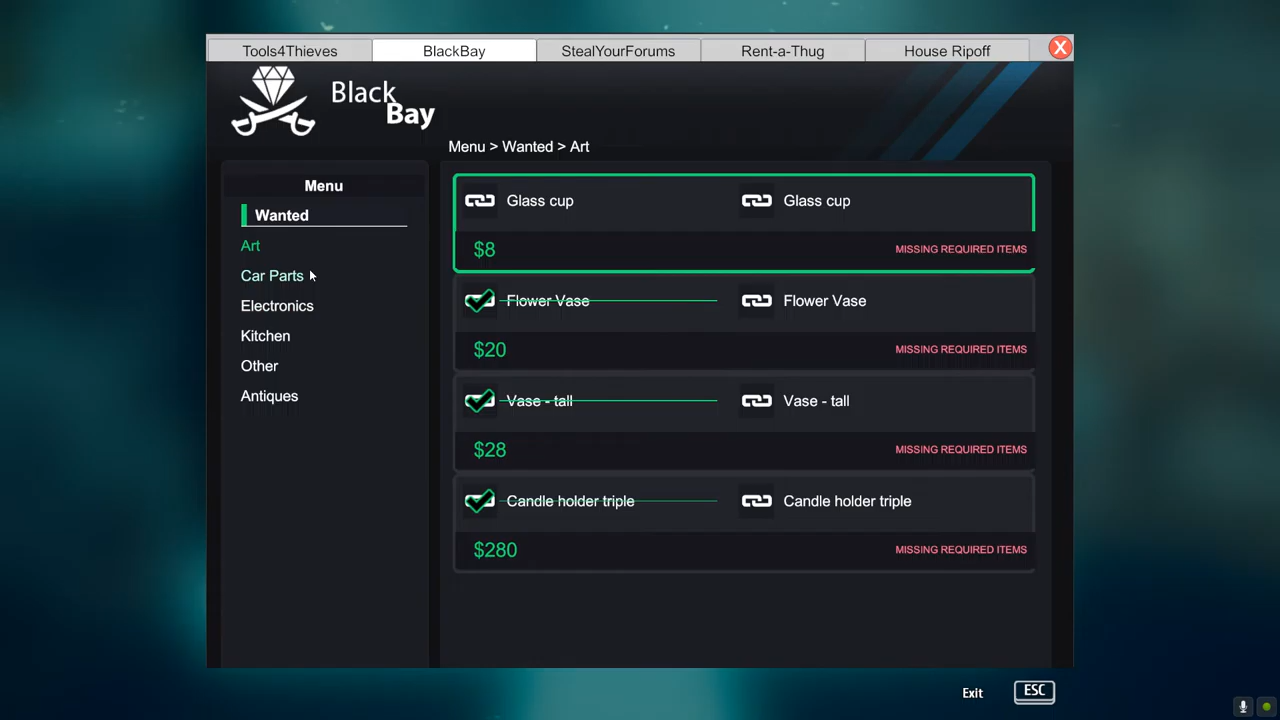 Tools4Thieves BlackBay StealYourForums Rent-a-Thug House Ripoff X
Black
Bay
Menu > Wanted > Art
Menu
Wanted
Art
Car Parts
Electronics
Kitchen
Other
Antiques
Glass cup Glass cup
$8 MISSING REQUIRED ITEMS
Flower Vase Flower Vase
$20 MISSING REQUIRED ITEMS
Vase - tall Vase - tall
$28 MISSING REQUIRED ITEMS
Candle holder triple Candle holder triple
$280 MISSING REQUIRED ITEMS
Exit ESC